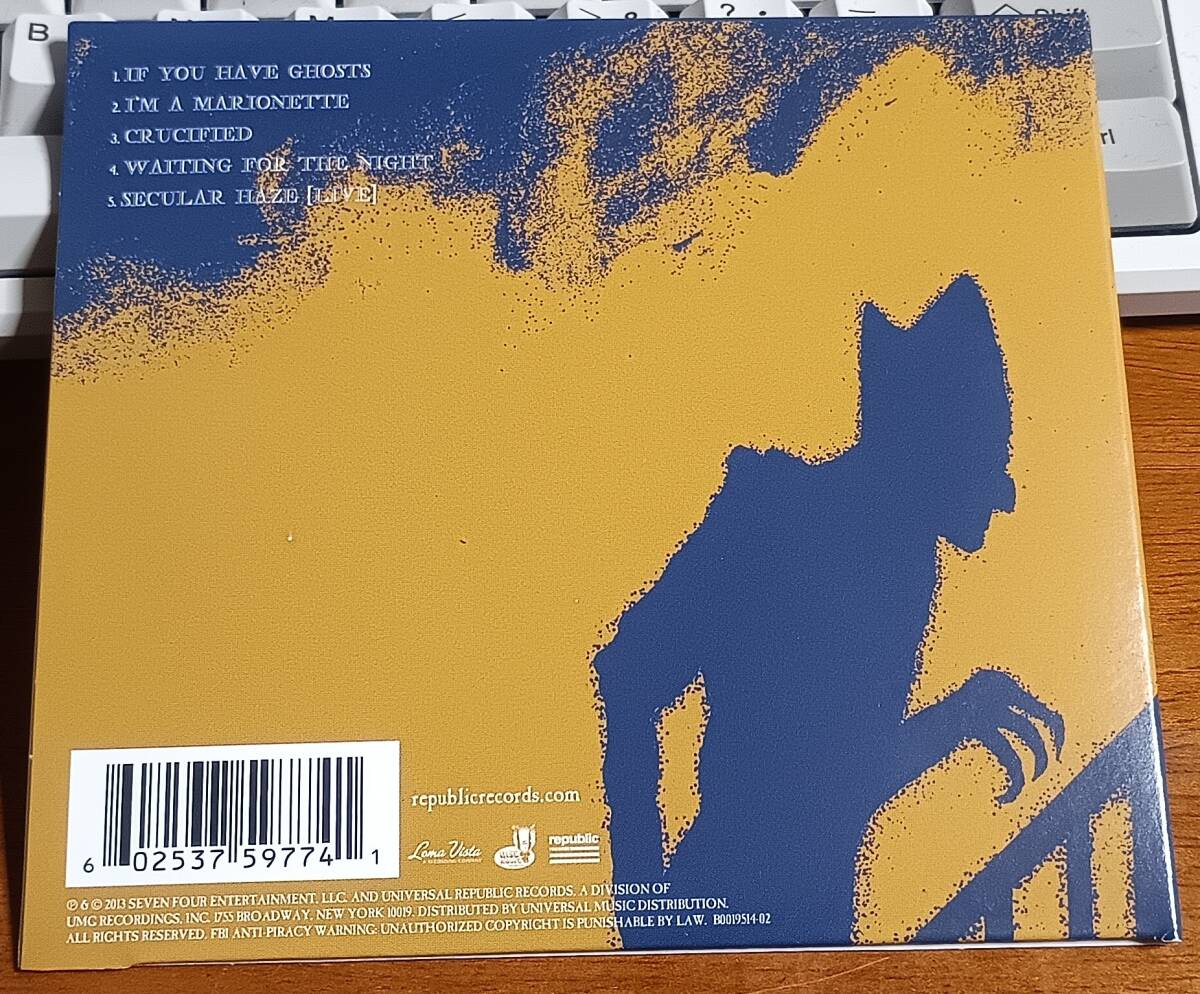 B
N
M
<
>
?
Shift
1. IF YOU HAVE GHOSTS
2. I'M A MARIONETTE
3. CRUCIFIED
4. WAITING FOR THE NIGHT
5. SECULAR HAZE [LIVE]
6 02537 59774 1
republicrecords.com
Loma Vista
republic
℗ & © 2013 SEVEN FOUR ENTERTAINMENT, LLC. AND UNIVERSAL REPUBLIC RECORDS, A DIVISION OF
UMG RECORDINGS, INC. 1755 BROADWAY, NEW YORK 10019. DISTRIBUTED BY UNIVERSAL MUSIC DISTRIBUTION.
ALL RIGHTS RESERVED. FBI ANTI-PIRACY WARNING: UNAUTHORIZED COPYRIGHT IS PUNISHABLE BY LAW. B0019514-02